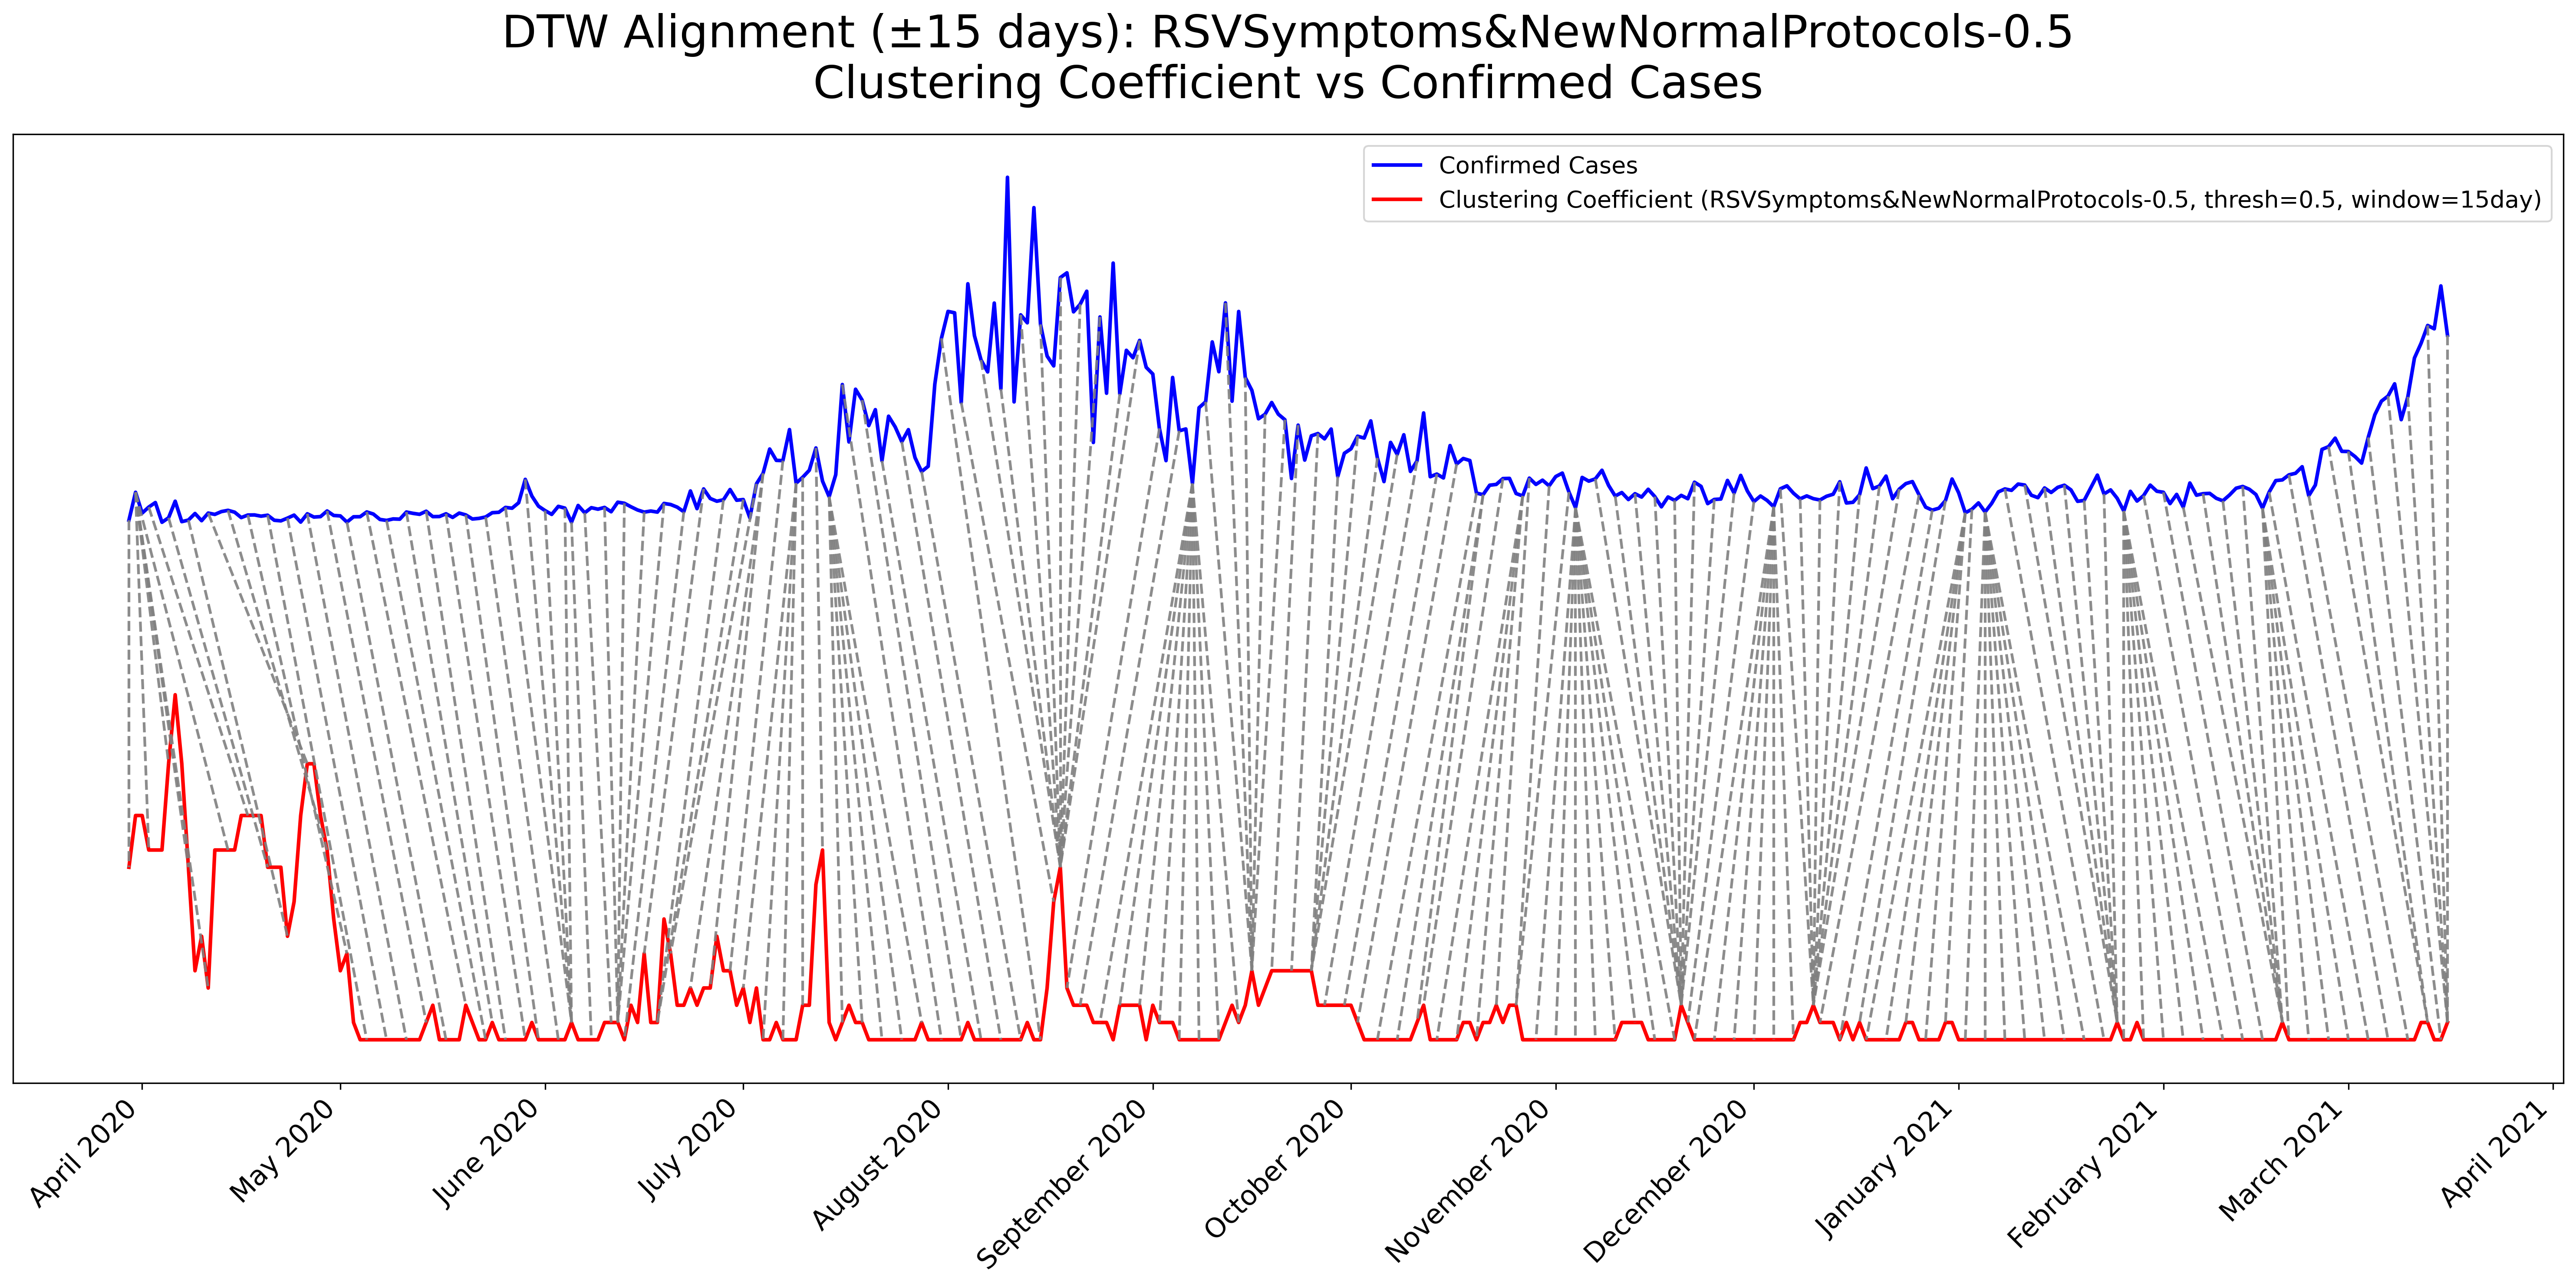 DTW Alignment (±15 days): RSVSymptoms&NewNormalProtocols-0.5
Clustering Coefficient vs Confirmed Cases
Confirmed Cases
Clustering Coefficient (RSVSymptoms&NewNormalProtocols-0.5, thresh=0.5, window=15day)
April 2020
May 2020
June 2020
July 2020
August 2020
September 2020
October 2020
November 2020
December 2020
January 2021
February 2021
March 2021
April 2021